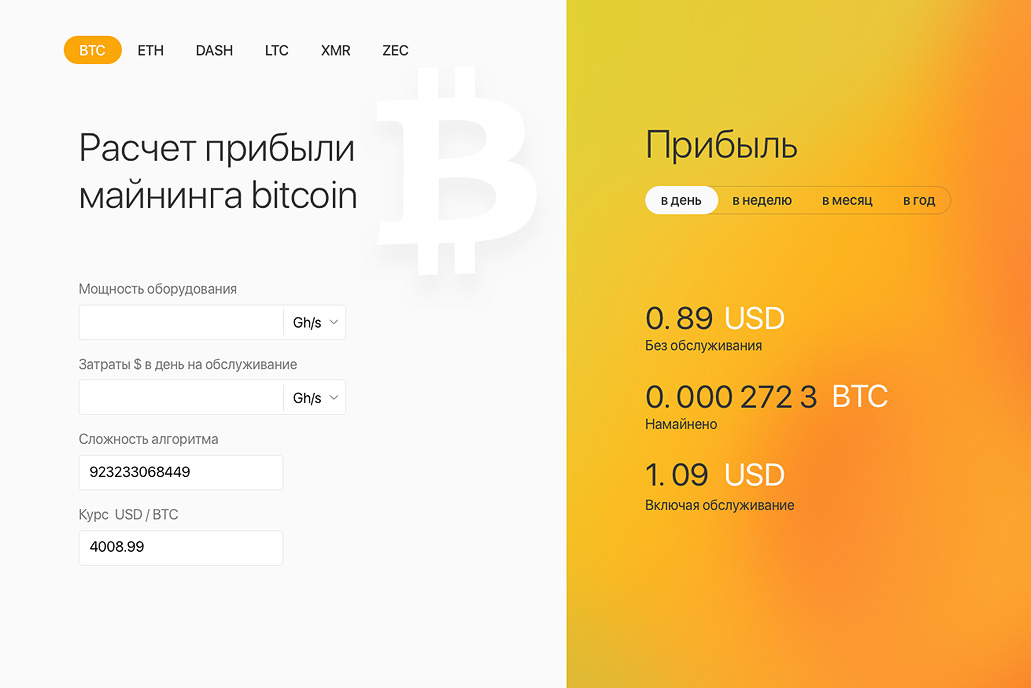 BTC ETH DASH LTC XMR ZEC
Расчет прибыли
майнинга bitcoin
Мощность оборудования
Gh/s
Затраты $ в день на обслуживание
Gh/s
Сложность алгоритма
923233068449
Курс USD / BTC
4008.99
Прибыль
в день в неделю в месяц в год
0. 89 USD
Без обслуживания
0. 000 272 3 BTC
Намайнено
1. 09 USD
Включая обслуживание